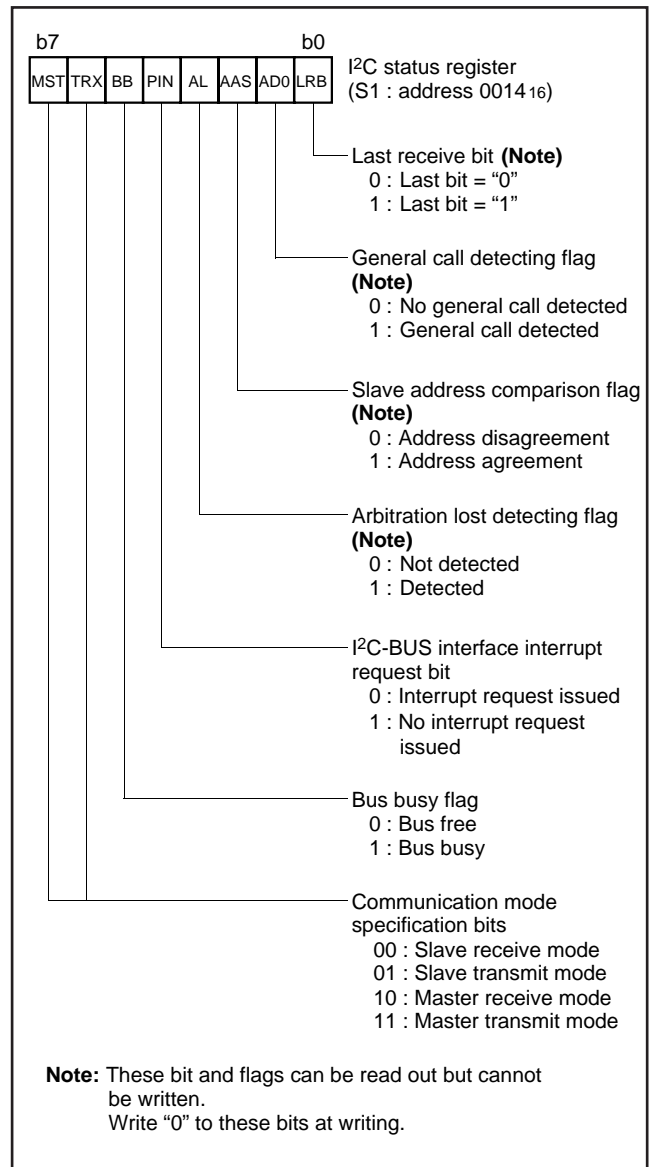 b7 b0
MST TRX BB PIN AL AAS AD0 LRB
I2C status register
(S1 : address 001416)
Last receive bit (Note)
0 : Last bit = “0”
1 : Last bit = “1”
General call detecting flag
(Note)
0 : No general call detected
1 : General call detected
Slave address comparison flag
(Note)
0 : Address disagreement
1 : Address agreement
Arbitration lost detecting flag
(Note)
0 : Not detected
1 : Detected
I2C-BUS interface interrupt
request bit
0 : Interrupt request issued
1 : No interrupt request
issued
Bus busy flag
0 : Bus free
1 : Bus busy
Communication mode
specification bits
00 : Slave receive mode
01 : Slave transmit mode
10 : Master receive mode
11 : Master transmit mode
Note: These bit and flags can be read out but cannot
be written.
Write “0” to these bits at writing.